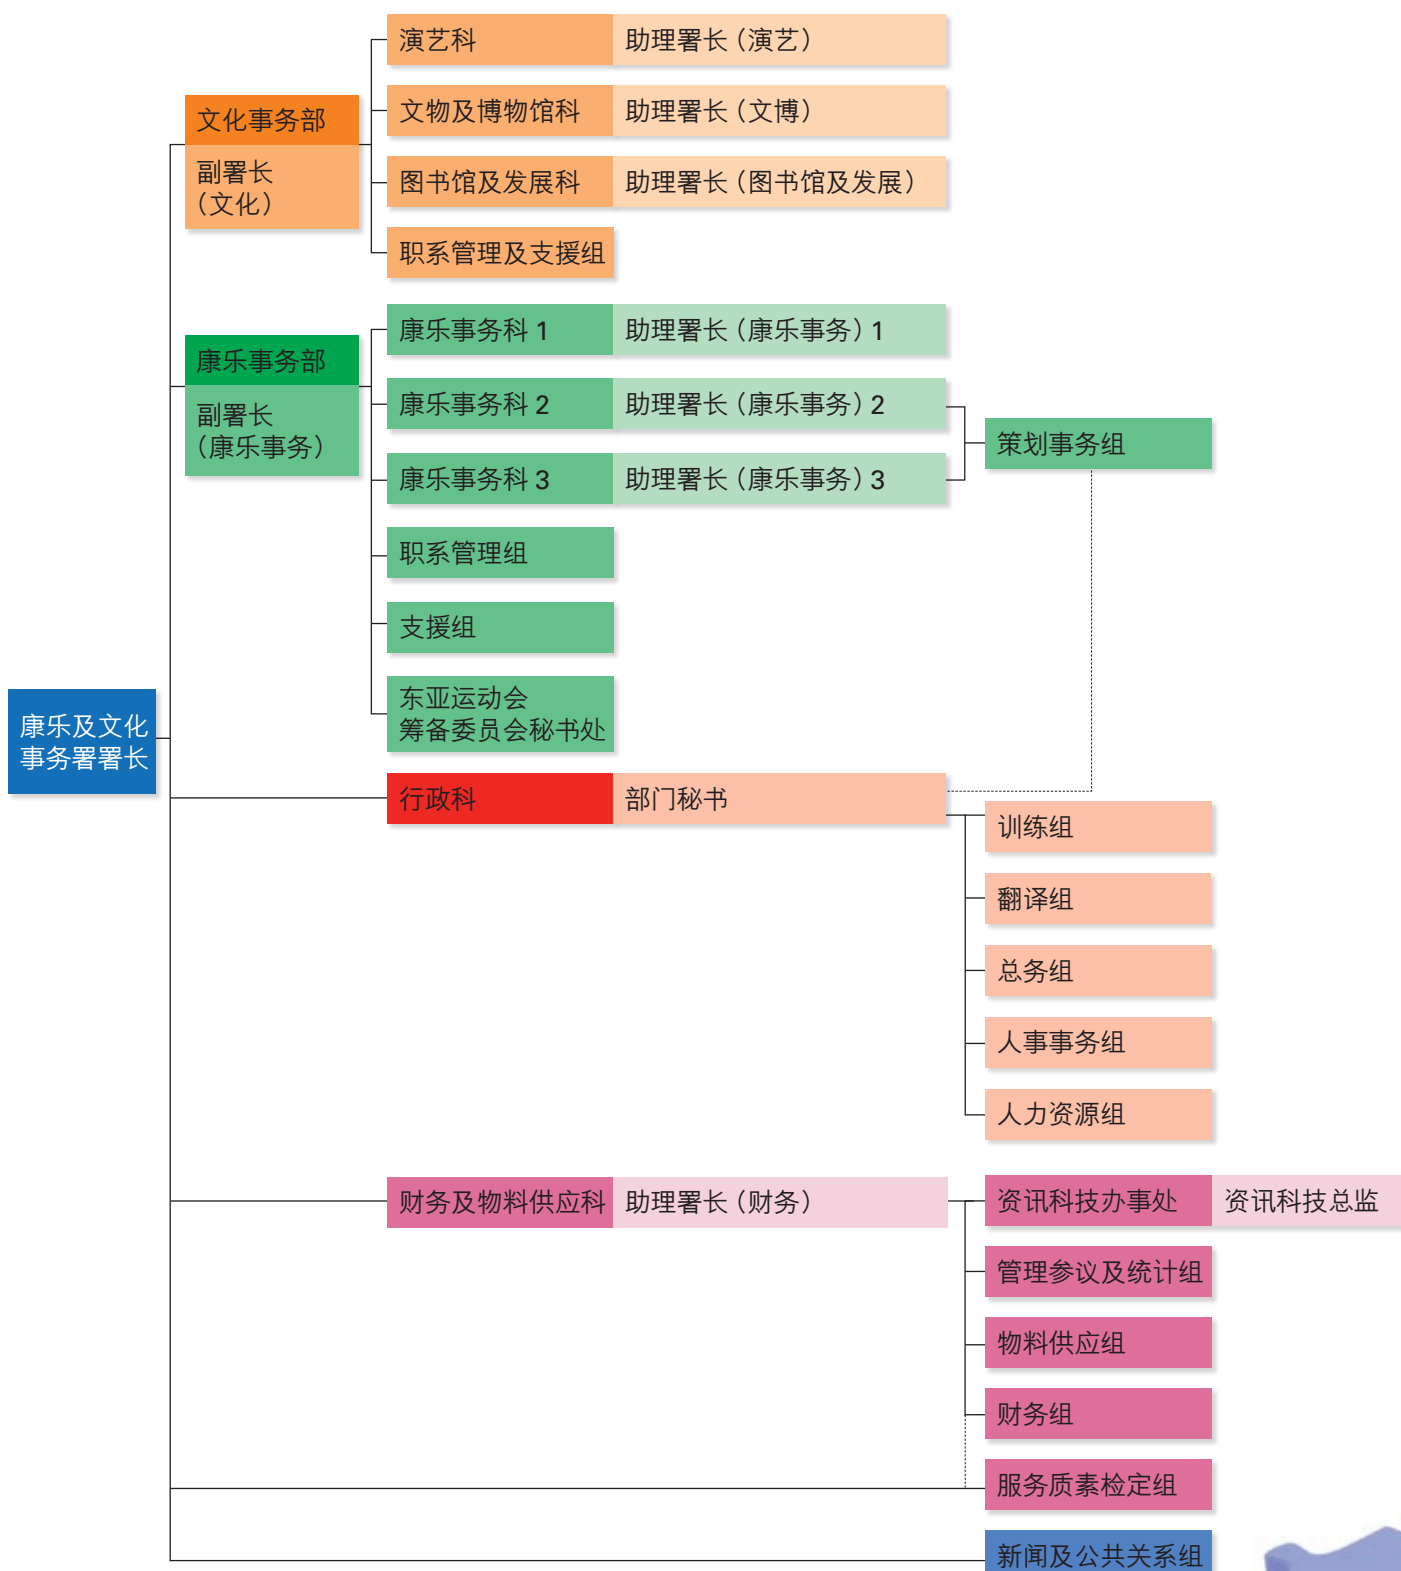 康乐及文化
事务署署长
文化事务部
副署长
（文化）
演艺科
助理署长（演艺）
文物及博物馆科
助理署长（文博）
图书馆及发展科
助理署长（图书馆及发展）
职系管理及支援组
康乐事务部
副署长
（康乐事务）
康乐事务科 1
助理署长（康乐事务）1
康乐事务科 2
助理署长（康乐事务）2
康乐事务科 3
助理署长（康乐事务）3
策划事务组
职系管理组
支援组
东亚运动会
筹备委员会秘书处
行政科
部门秘书
训练组
翻译组
总务组
人事事务组
人力资源组
财务及物料供应科
助理署长（财务）
资讯科技办事处
资讯科技总监
管理参议及统计组
物料供应组
财务组
服务质素检定组
新闻及公共关系组